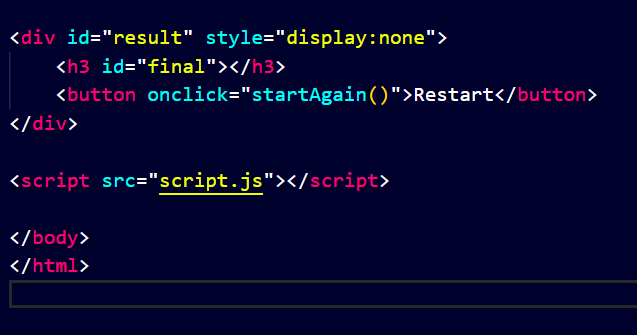 <div id="result" style="display:none">
    <h3 id="final"></h3>
    <button onclick="startAgain()">Restart</button>
</div>
<script src="script.js"></script>
</body>
</html>